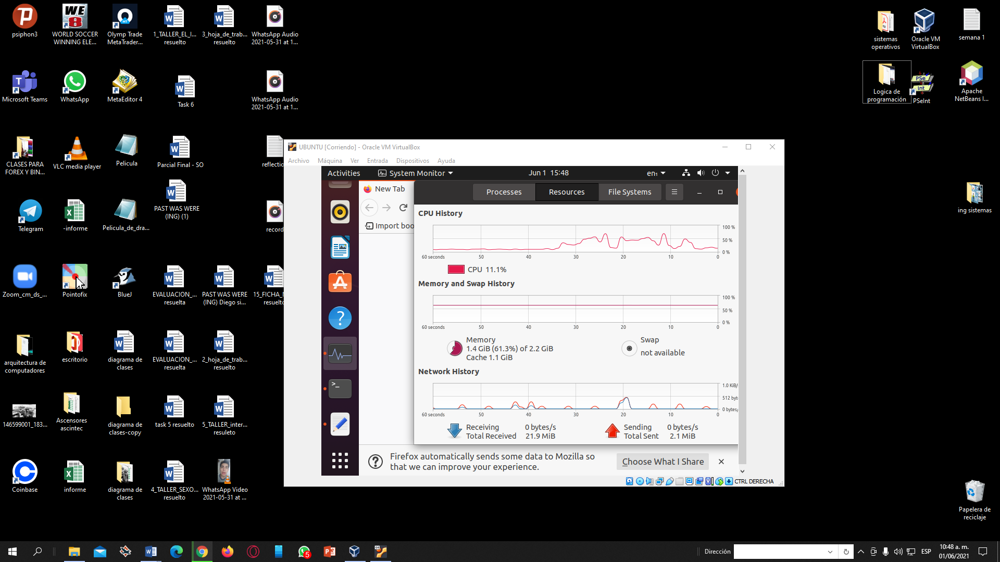 psiphon3
WORLD SOCCER
WINNING ELE...
Olymp Trade
MetaTrader...
1_TALLER_EL_I...
resuelto
3_hoja_de_trab...
resuelto
WhatsApp Audio
2021-05-31 at 1...
sistemas
operativos
Oracle VM
VirtualBox
semana 1
Microsoft Teams
WhatsApp
MetaEditor 4
Task 6
WhatsApp Audio
2021-05-31 at 1...
Logica de
programación
PSeInt
Apache
NetBeans I...
CLASES PARA
FOREX Y BIN...
VLC media player
Pelicula
Parcial Final - SO
reflectio
PAST WAS WERE
(ING) (1)
Telegram
-informe
Pelicula_de_dra...
record
ing sistemas
Zoom_cm_ds_...
Pointofix
BlueJ
EVALUACION_...
resuelta
PAST WAS WERE
(ING) Diego si...
15_FICHA_
resuelto
arquitectura de
computadores
escritorio
diagrama de
clases
EVALUACION_...
resuelta
2_hoja_de_trab...
resuelto
146599001_183...
Ascensores
ascintec
diagrama de
clases-copy
task 5 resuelto
5_TALLER_inter...
resuleto
Coinbase
informe
diagrama de
clases
4_TALLER_SEXO...
resuelto
WhatsApp Video
2021-05-31 at ...
Papelera de
reciclaje
UBUNTU [Corriendo] - Oracle VM VirtualBox
Archivo Máquina Ver Entrada Dispositivos Ayuda
Activities System Monitor Jun 1 15:48 en₁
New Tab
Import boo
Processes Resources File Systems
CPU History
100 %
50 %
0 %
60 seconds 50 40 30 20 10 0
CPU 11.1%
Memory and Swap History
100 %
50 %
0 %
60 seconds 50 40 30 20 10 0
Memory
1.4 GiB (61.3%) of 2.2 GiB
Cache 1.1 GiB
Swap
not available
Network History
1.0 KiB/
512 byt
0 bytes/
60 seconds 50 40 30 20 10 0
Receiving 0 bytes/s
Total Received 21.9 MiB
Sending 0 bytes/s
Total Sent 2.1 MiB
Firefox automatically sends some data to Mozilla so
that we can improve your experience.
Choose What I Share
CTRL DERECHA
Dirección
ESP
10:48 a. m.
01/06/2021